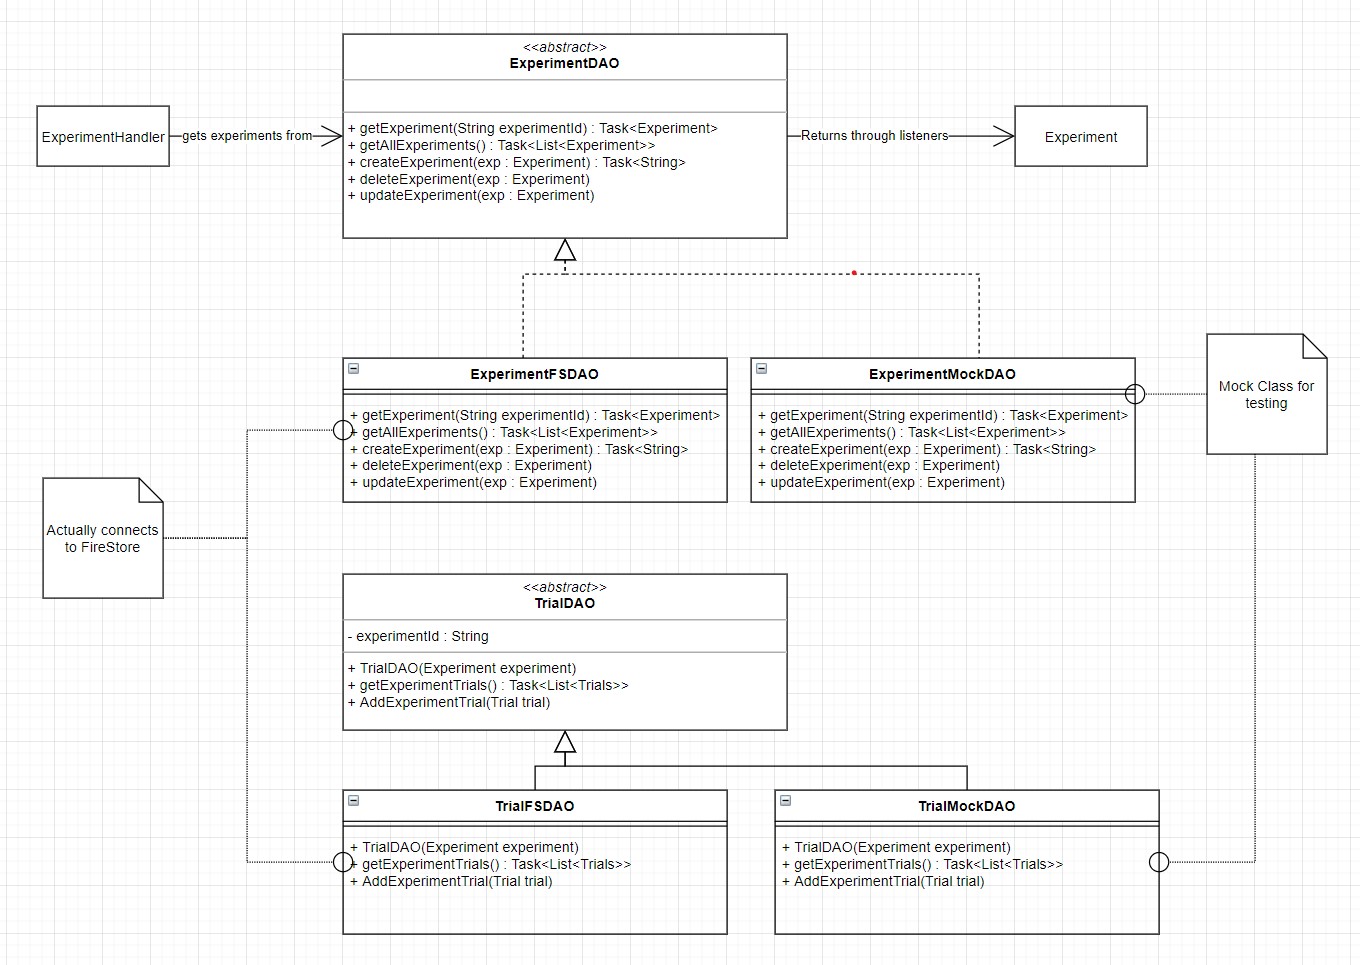 <<abstract>>
ExperimentDAO
+ getExperiment(String experimentId) : Task<Experiment>
+ getAllExperiments() : Task<List<Experiment>>
+ createExperiment(exp : Experiment) : Task<String>
+ deleteExperiment(exp : Experiment)
+ updateExperiment(exp : Experiment)
ExperimentHandler
gets experiments from
Returns through listeners
Experiment
ExperimentFSDAO
+ getExperiment(String experimentId) : Task<Experiment>
+ getAllExperiments() : Task<List<Experiment>>
+ createExperiment(exp : Experiment) : Task<String>
+ deleteExperiment(exp : Experiment)
+ updateExperiment(exp : Experiment)
ExperimentMockDAO
+ getExperiment(String experimentId) : Task<Experiment>
+ getAllExperiments() : Task<List<Experiment>>
+ createExperiment(exp : Experiment) : Task<String>
+ deleteExperiment(exp : Experiment)
+ updateExperiment(exp : Experiment)
Mock Class for
testing
Actually connects
to FireStore
<<abstract>>
TrialDAO
- experimentId : String
+ TrialDAO(Experiment experiment)
+ getExperimentTrials() : Task<List<Trials>>
+ AddExperimentTrial(Trial trial)
TrialFSDAO
+ TrialDAO(Experiment experiment)
+ getExperimentTrials() : Task<List<Trials>>
+ AddExperimentTrial(Trial trial)
TrialMockDAO
+ TrialDAO(Experiment experiment)
+ getExperimentTrials() : Task<List<Trials>>
+ AddExperimentTrial(Trial trial)